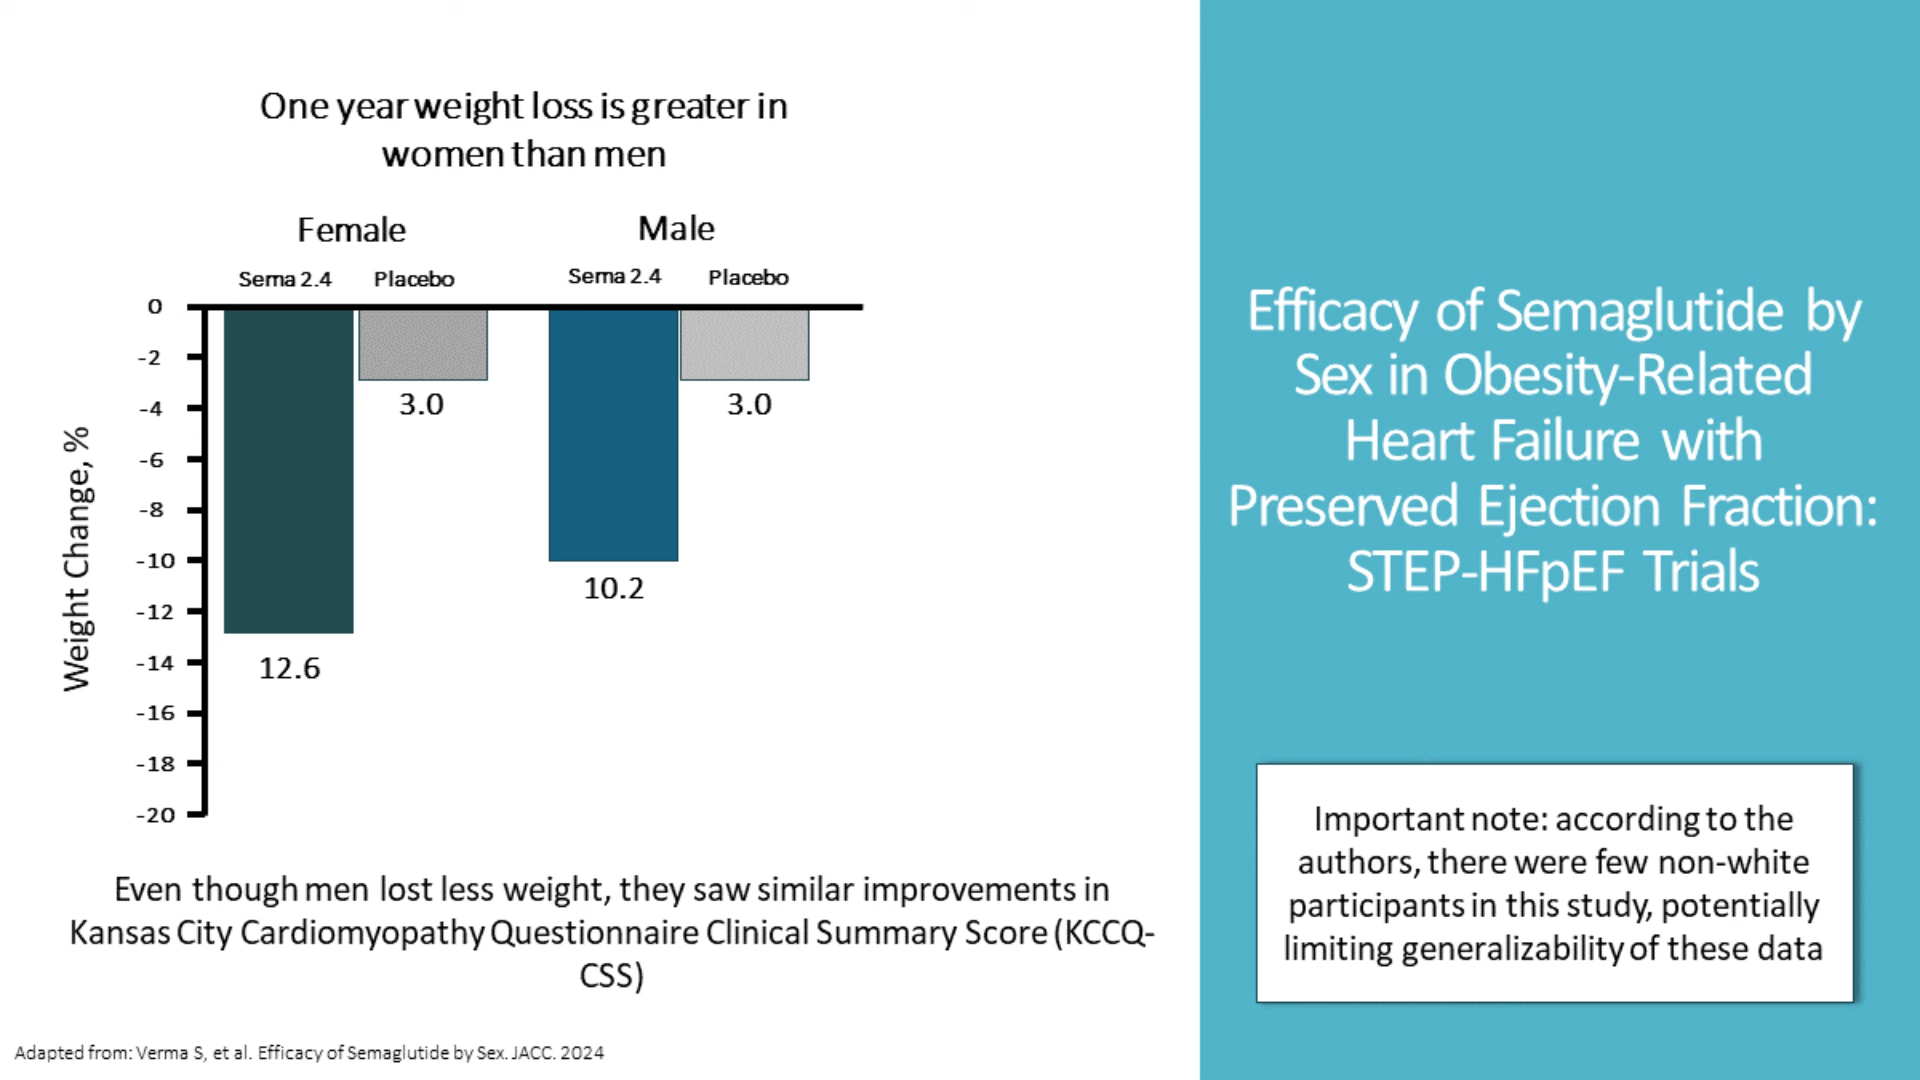 One year weight loss is greater in
women than men
Female
Male
Sema 2.4
Placebo
Sema 2.4
Placebo
0
-2
-4
-6
-8
-10
-12
-14
-16
-18
-20
Weight Change, %
3.0
3.0
10.2
12.6
Even though men lost less weight, they saw similar improvements in
Kansas City Cardiomyopathy Questionnaire Clinical Summary Score (KCCQ-
CSS)
Adapted from: Verma S, et al. Efficacy of Semaglutide by Sex. JACC. 2024
Efficacy of Semaglutide by
Sex in Obesity-Related
Heart Failure with
Preserved Ejection Fraction:
STEP-HFpEF Trials
Important note: according to the
authors, there were few non-white
participants in this study, potentially
limiting generalizability of these data